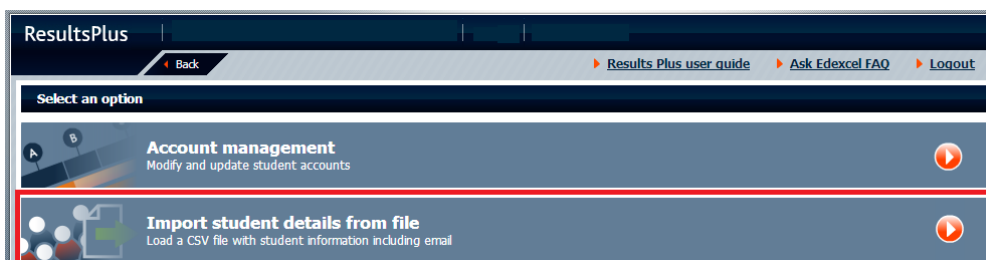 ResultsPlus
Back
Results Plus user guide
Ask Edexcel FAQ
Logout
Select an option
A
B
Account management
Modify and update student accounts
Import student details from file
Load a CSV file with student information including email